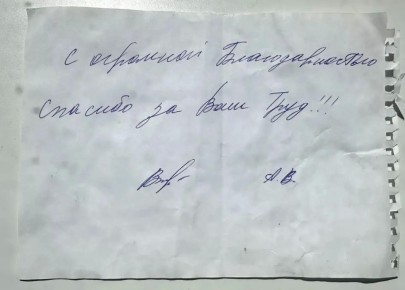 с огромной Благодарностью
спасибо за Ваш Труд!!!
А.В.